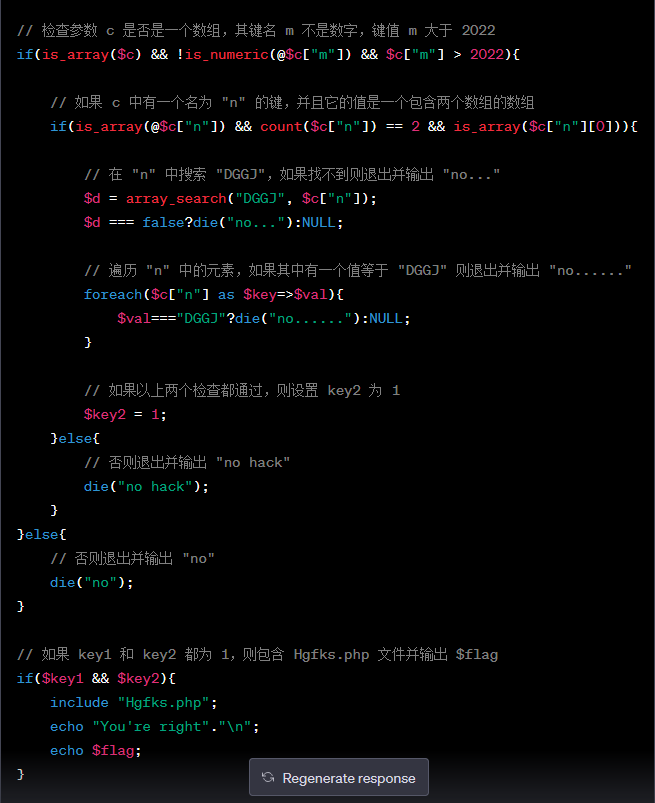 // 检查参数 c 是否是一个数组，其键名 m 不是数字，键值 m 大于 2022
if(is_array($c) && !is_numeric(@$c["m"]) && $c["m"] > 2022){
// 如果 c 中有一个名为 "n" 的键，并且它的值是一个包含两个数组的数组
if(is_array(@$c["n"]) && count($c["n"]) == 2 && is_array($c["n"][0])){
// 在 "n" 中搜索 "DGGJ"，如果找不到则退出并输出 "no..."
$d = array_search("DGGJ", $c["n"]);
$d === false?die("no..."):NULL;
// 遍历 "n" 中的元素，如果其中有一个值等于 "DGGJ" 则退出并输出 "no......"
foreach($c["n"] as $key=>$val){
$val==="DGGJ"?die("no......"):NULL;
}
// 如果以上两个检查都通过，则设置 key2 为 1
$key2 = 1;
}else{
// 否则退出并输出 "no hack"
die("no hack");
}
}else{
// 否则退出并输出 "no"
die("no");
}
// 如果 key1 和 key2 都为 1，则包含 Hgfks.php 文件并输出 $flag
if($key1 && $key2){
include "Hgfks.php";
echo "You're right"."\n";
echo $flag;
}
Regenerate response